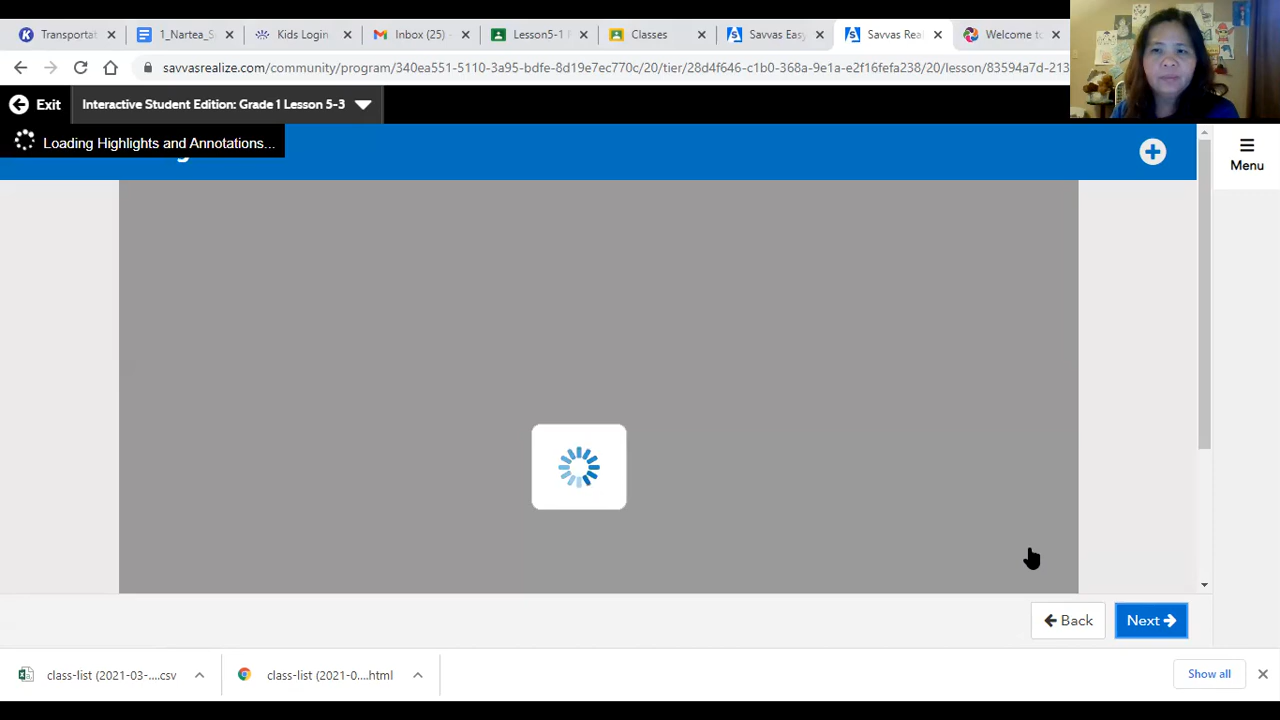 Transportat
1_Nartea_S
Kids Login
Inbox (25)
Lesson5-1
Classes
Savvas Easy
Savvas Rea
Welcome to
savvasrealize.com/community/program/340ea551-5110-3a95-bdfe-8d19e7ec770c/20/tier/28d4f646-c1b0-368a-9e1a-e2f16fefa238/20/lesson/83594a7d-213
Exit
Interactive Student Edition: Grade 1 Lesson 5-3
Loading Highlights and Annotations...
Menu
Back
Next
class-list (2021-03-....csv
class-list (2021-0....html
Show all